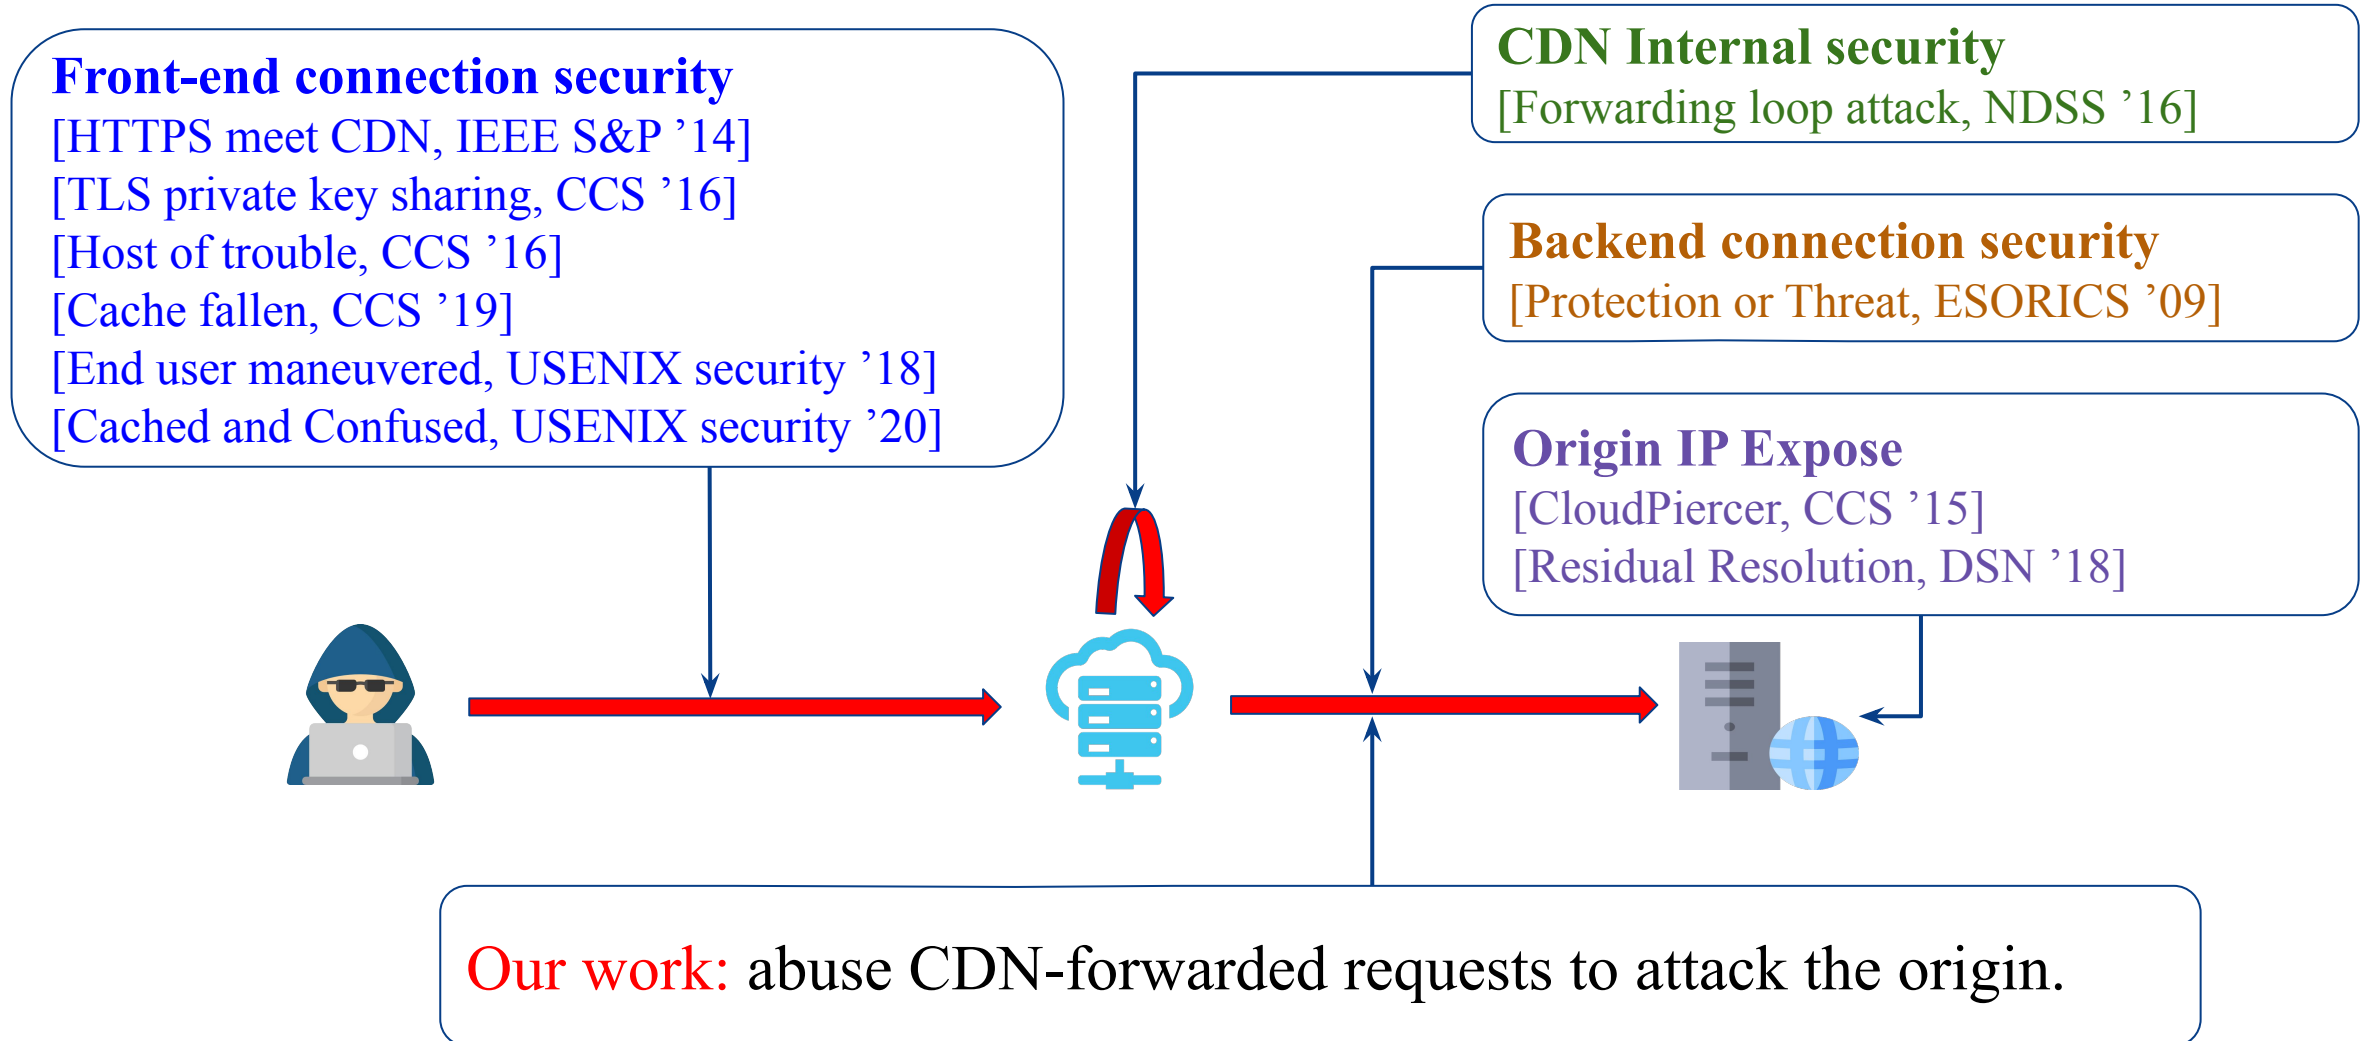 Front-end connection security
[HTTPS meet CDN, IEEE S&P ’14]
[TLS private key sharing, CCS ’16]
[Host of trouble, CCS ’16]
[Cache fallen, CCS ’19]
[End user maneuvered, USENIX security ’18]
[Cached and Confused, USENIX security ’20]
CDN Internal security
[Forwarding loop attack, NDSS ’16]
Backend connection security
[Protection or Threat, ESORICS ’09]
Origin IP Expose
[CloudPiercer, CCS ’15]
[Residual Resolution, DSN ’18]
Our work: abuse CDN-forwarded requests to attack the origin.